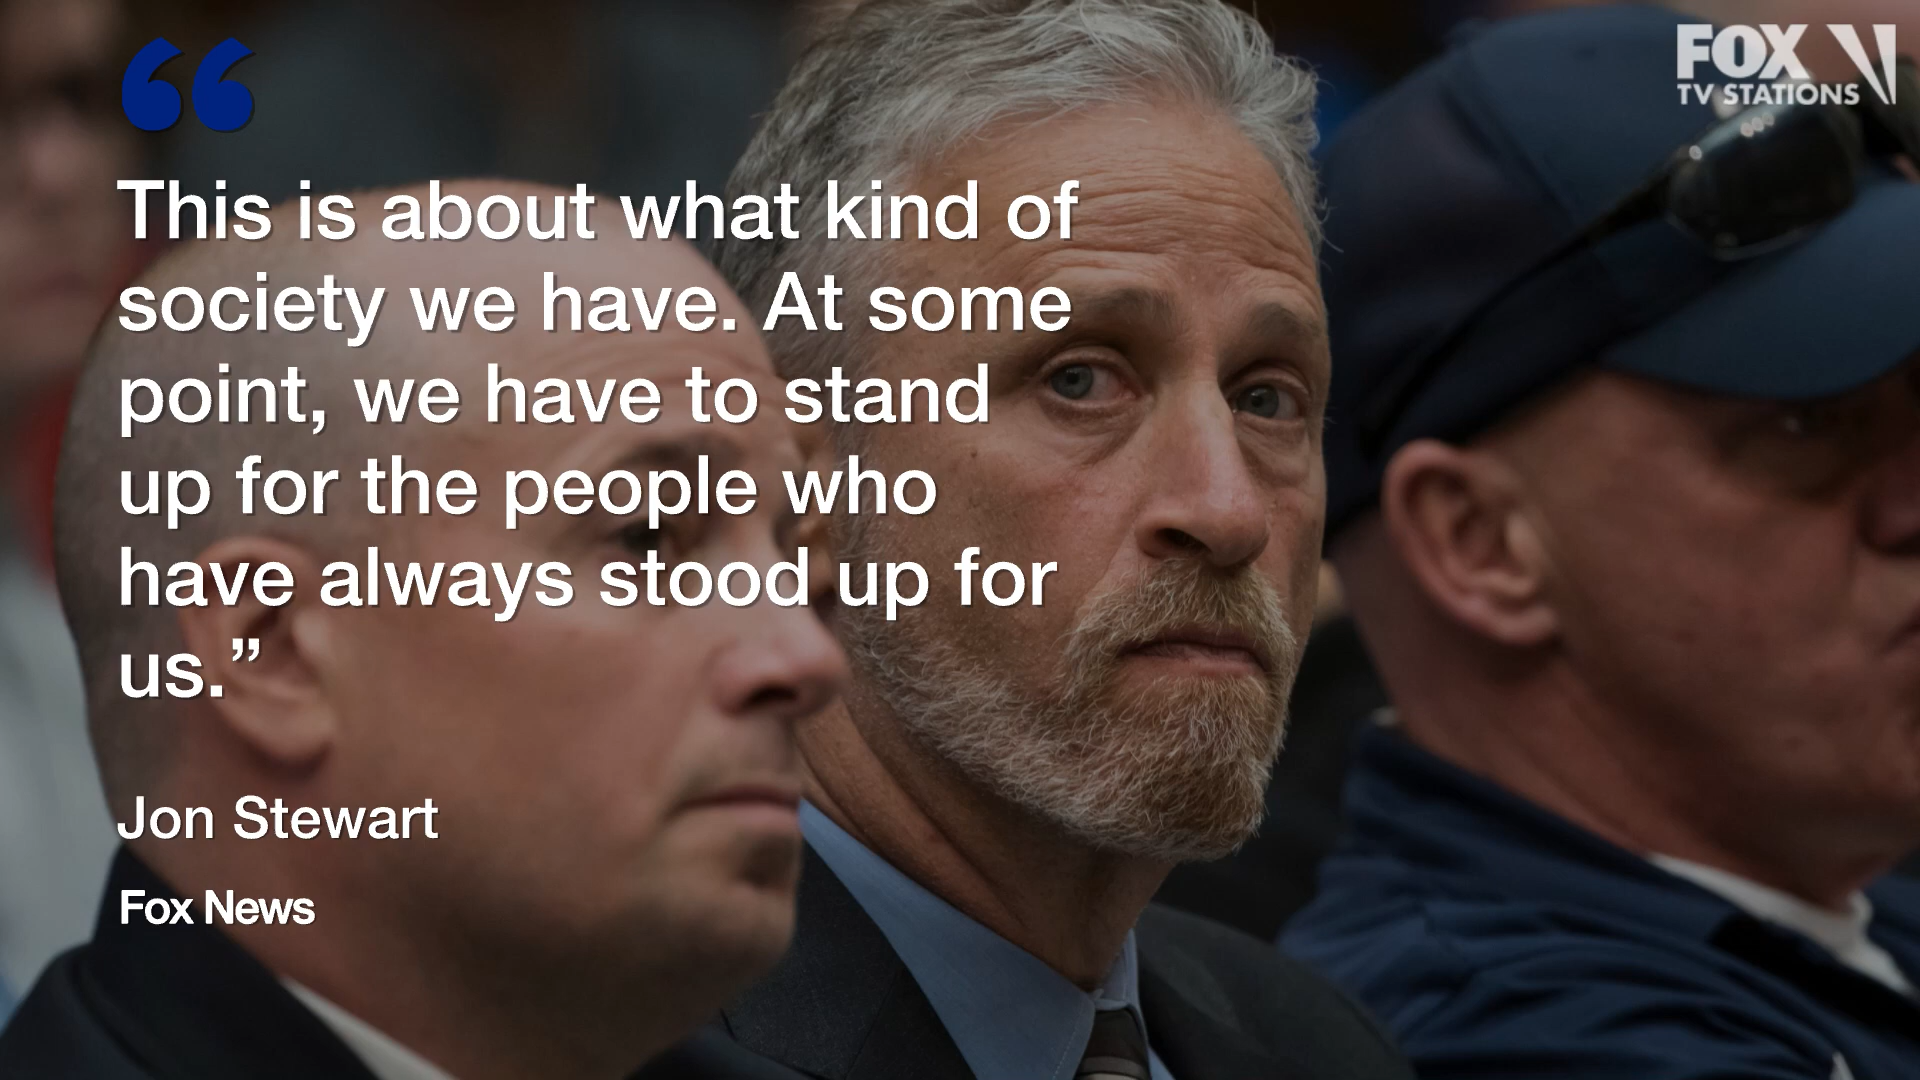 FOX
TV STATIONS
“
This is about what kind of
society we have. At some
point, we have to stand
up for the people who
have always stood up for
us.”
Jon Stewart
Fox News